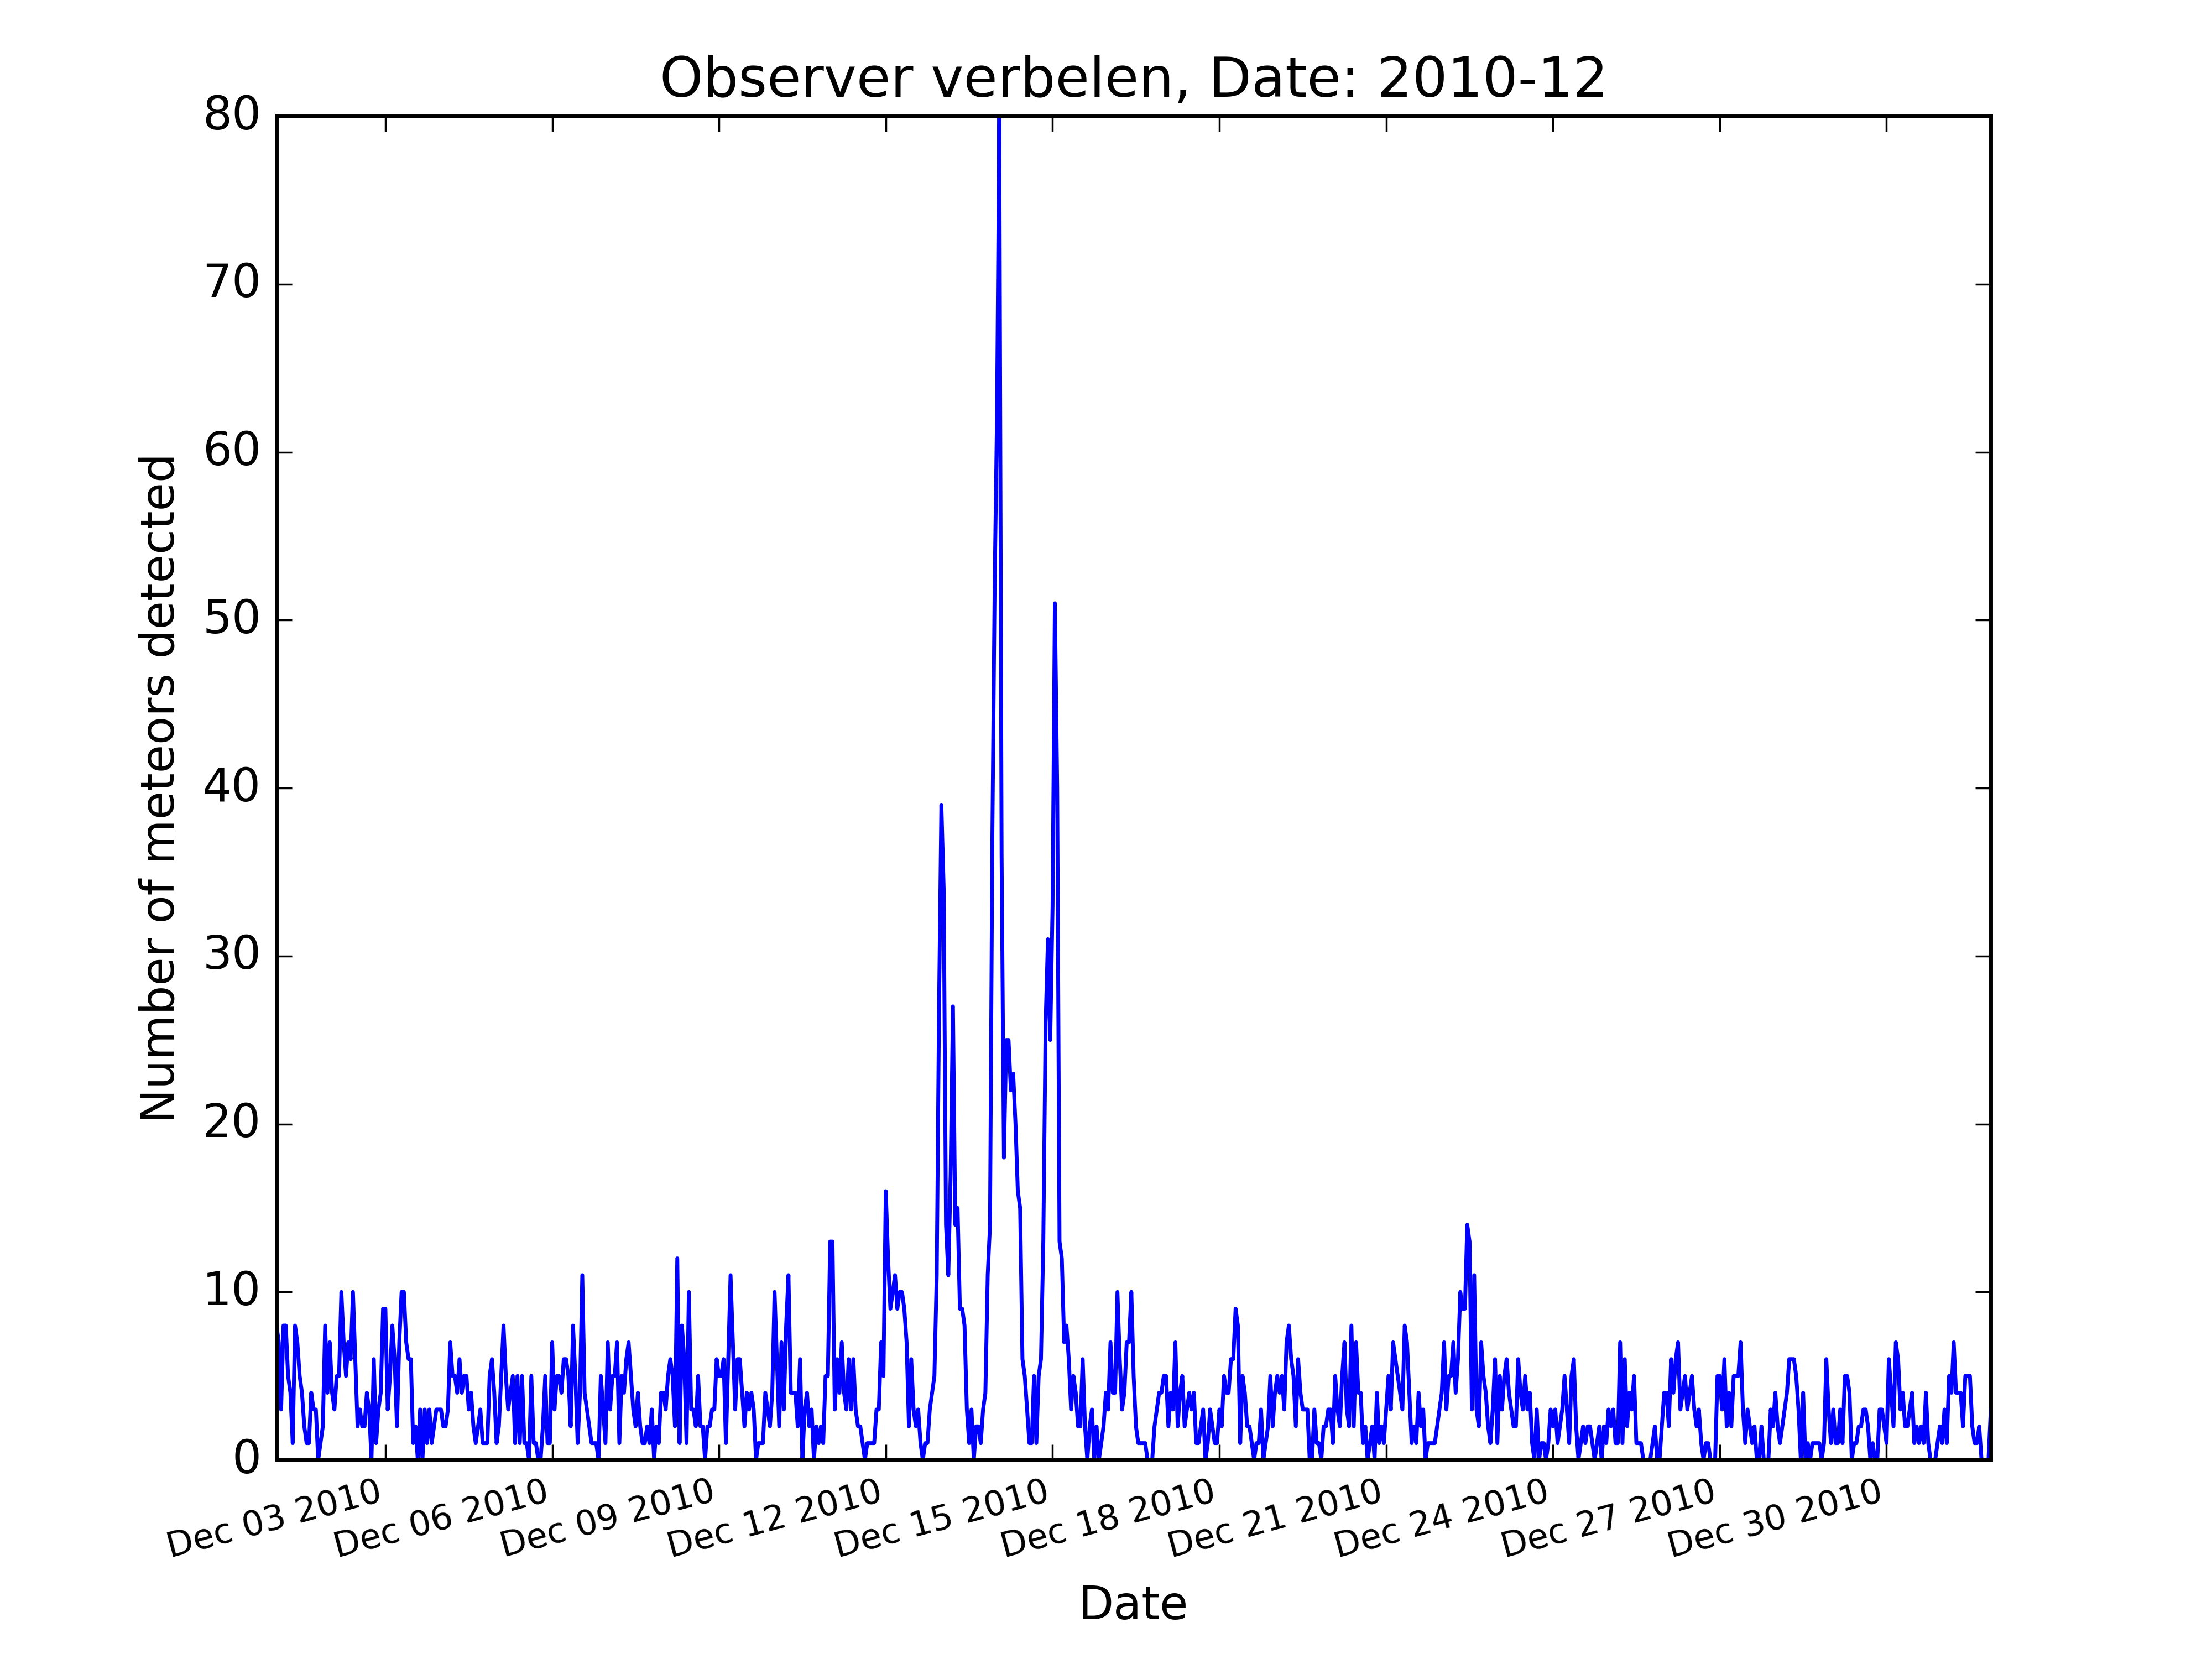 Observer verbelen, Date: 2010-12
80
70
60
50
40
30
20
10
0
Number of meteors detected
Dec 03 2010
Dec 06 2010
Dec 09 2010
Dec 12 2010
Dec 15 2010
Dec 18 2010
Dec 21 2010
Dec 24 2010
Dec 27 2010
Dec 30 2010
Date